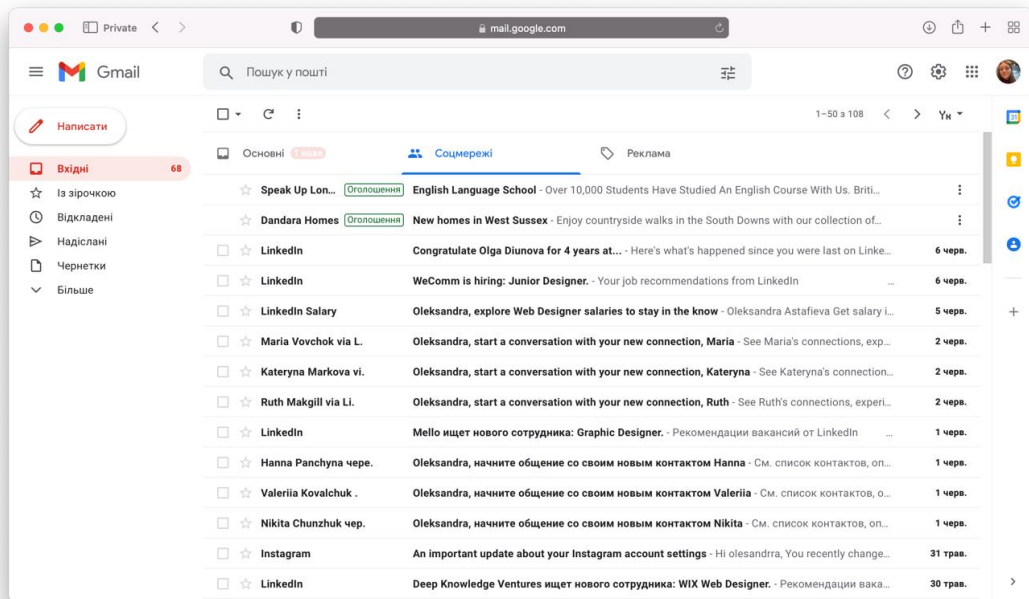 Private
mail.google.com
Gmail
Пошук у пошті
Написати
1–50 з 108
Вхідні 68
Із зірочкою
Відкладені
Надіслані
Чернетки
Більше
Основні 1 нове Соцмережі Реклама
Speak Up Lon... Оголошення English Language School - Over 10,000 Students Have Studied An English Course With Us. Briti...
Dandara Homes Оголошення New homes in West Sussex - Enjoy countryside walks in the South Downs with our collection of...
LinkedIn Congratulate Olga Diunova for 4 years at... - Here's what's happened since you were last on Linke... 6 черв.
LinkedIn WeComm is hiring: Junior Designer. - Your job recommendations from LinkedIn ... 6 черв.
LinkedIn Salary Oleksandra, explore Web Designer salaries to stay in the know - Oleksandra Astafieva Get salary i... 5 черв.
Maria Vovchok via L. Oleksandra, start a conversation with your new connection, Maria - See Maria's connections, exp... 2 черв.
Kateryna Markova vi. Oleksandra, start a conversation with your new connection, Kateryna - See Kateryna's connection... 2 черв.
Ruth Makgill via Li. Oleksandra, start a conversation with your new connection, Ruth - See Ruth's connections, experi... 2 черв.
LinkedIn Mello ищет нового сотрудника: Graphic Designer. - Рекомендации вакансий от LinkedIn ... 1 черв.
Hanna Panchyna чере. Oleksandra, начните общение со своим новым контактом Hanna - См. список контактов, оп... 1 черв.
Valeriia Kovalchuk . Oleksandra, начните общение со своим новым контактом Valeriia - См. список контактов, о... 1 черв.
Nikita Chunzhuk чер. Oleksandra, начните общение со своим новым контактом Nikita - См. список контактов, оп... 1 черв.
Instagram An important update about your Instagram account settings - Hi olesandrra, You recently change... 31 трав.
LinkedIn Deep Knowledge Ventures ищет нового сотрудника: WIX Web Designer. - Рекомендации вака... 30 трав.